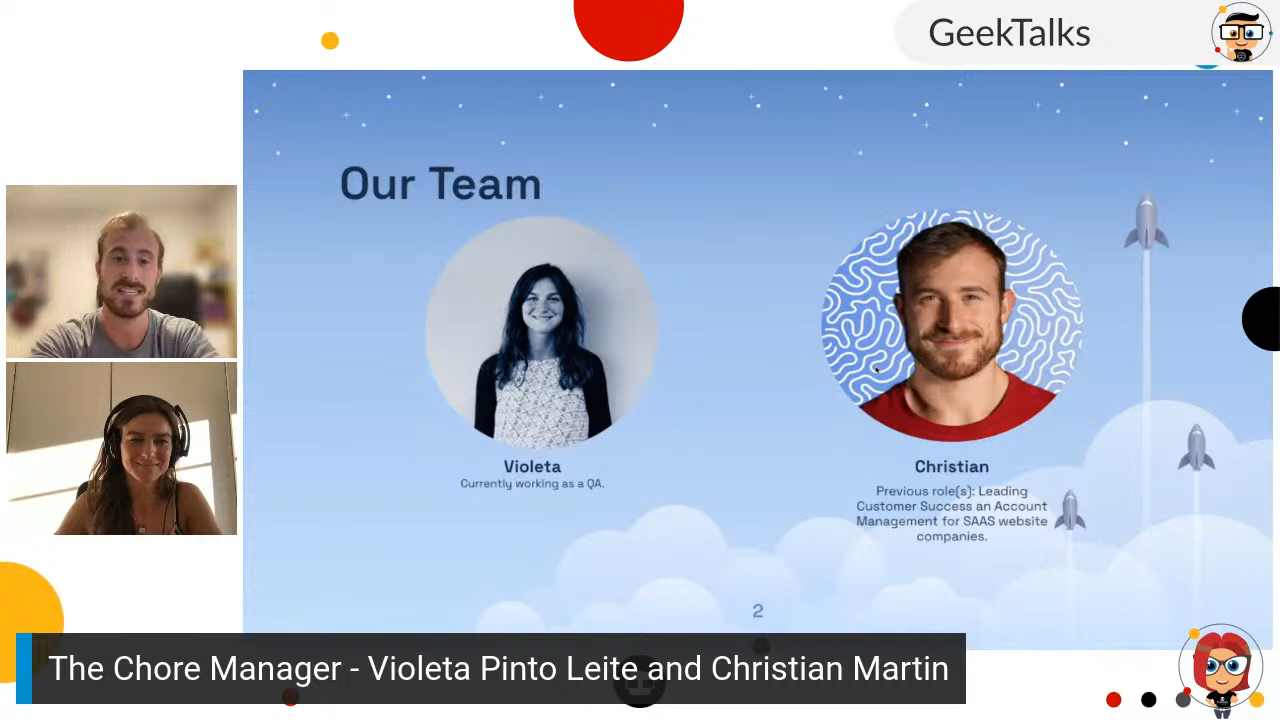 GeekTalks
Our Team
Violeta
Currently working as a QA.
Christian
Previous role(s): Leading
Customer Success an Account
Management for SAAS website
companies.
2
The Chore Manager - Violeta Pinto Leite and Christian Martin